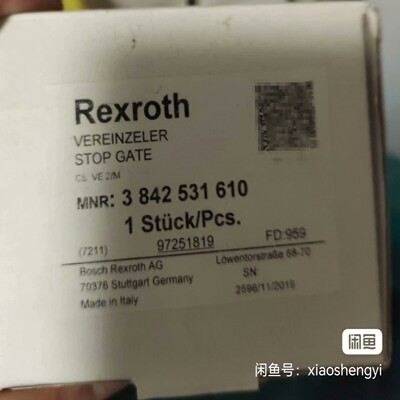 Rexroth
VEREINZELER
STOP GATE
CS VE 2/M
MNR: 3 842 531 610
1 Stück/Pcs.
(7211) 97251819 FD:959
Bosch Rexroth AG Löwentorstraße 68-70
70376 Stuttgart Germany SN:
Made in Italy 2596/11/2019
闲鱼
闲鱼号：xiaoshengyi